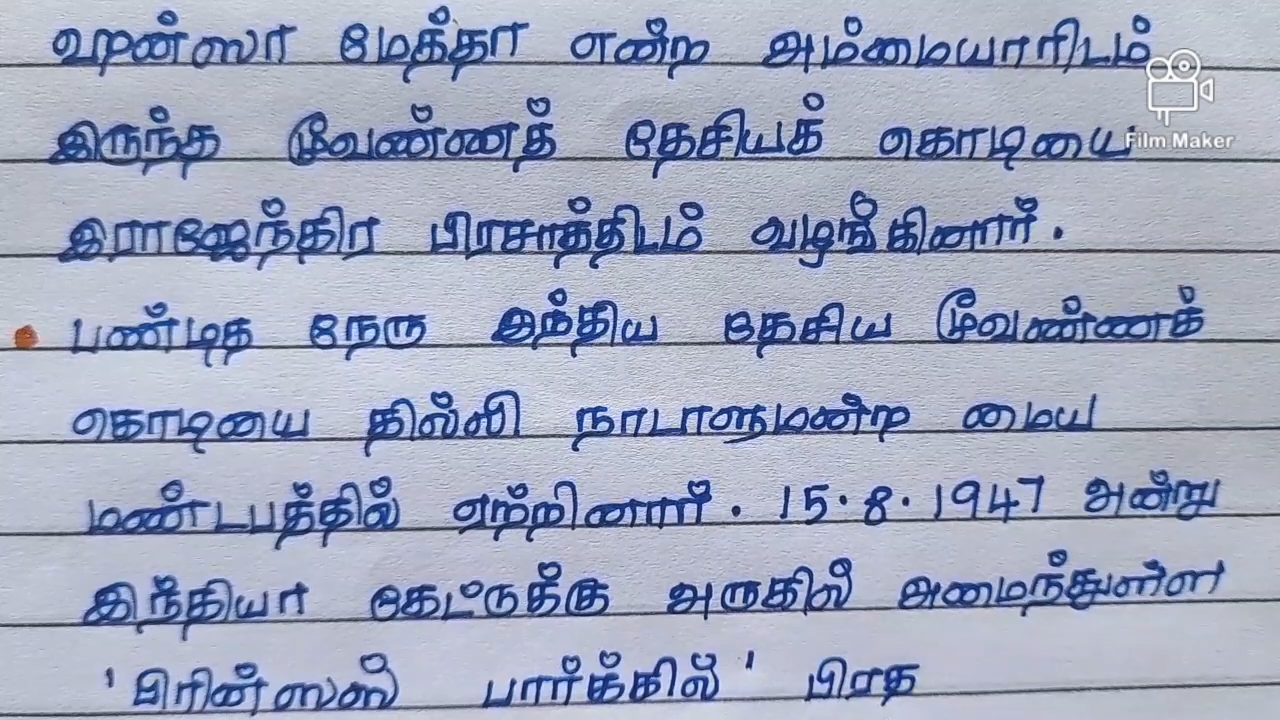 ஹன்ஸா மேத்தா என்ற அம்மையாரிடம்
இருந்த மூவேண்ணத் தேசியக் கொடியை
Film Maker
இராஜேந்திர பிரசாத்திடம் வழங்கினார்.
பண்டித நேரு இந்திய தேசிய மூவண்ணக்
கொடியை தில்லி நாடாளுமன்ற மைய
மண்டபத்தில் ஏற்றினார். 15.8.1947 அன்று
இந்தியா கேட்டுக்கு அருகில் அமைந்துள்ள
'பிரின்ஸஸ் பார்க்கில்' பிரத